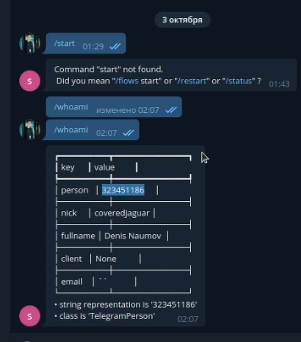 3 октября
/start 01:29
Command "start" not found.
Did you mean "/flows start" or "/restart" or "/status" ? 01:43
/whoami изменено 02:07
/whoami 02:07
| key | value |
| person | 323451186 |
| nick | coveredjaguar |
| fullname | Denis Naumov |
| client | None |
| email | `` |
• string representation is '323451186'
• class is 'TelegramPerson' 02:07
S
S